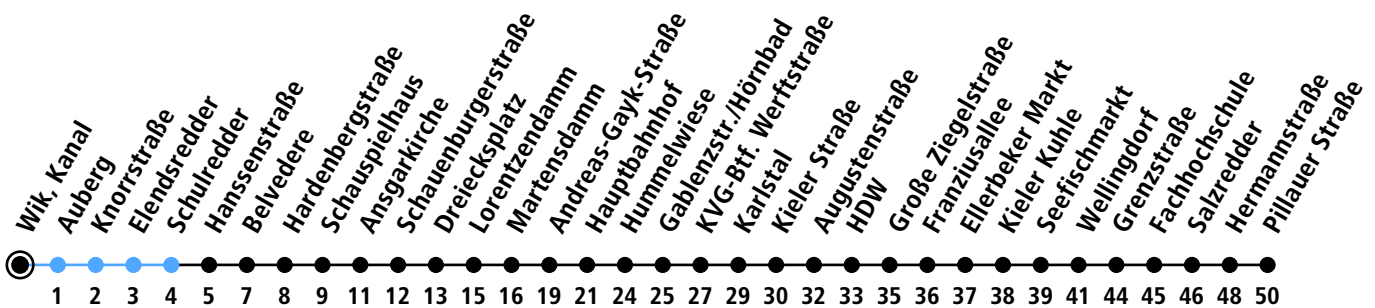 Wik, Kanal
Auberg
Knorrstraße
Elendsredder
Schulredder
Hanssenstraße
Belvedere
Hardenbergstraße
Schauspielhaus
Ansgarkirche
Schauenburgerstraße
Dreiecksplatz
Lorentzendamm
Martensdamm
Andreas-Gayk-Straße
Hauptbahnhof
Hummelwiese
Gablenzstr./Hörnbad
KVG-Btf. Werftstraße
Karlstal
Kieler Straße
Augustenstraße
HDW
Große Ziegelstraße
Franziusallee
Ellerbeker Markt
Kieler Kuhle
Seefischmarkt
Wellingdorf
Grenzstraße
Fachhochschule
Salzredder
Hermannstraße
Pillauer Straße
1 2 3 4 5 7 8 9 11 12 13 15 16 19 21 24 25 27 29 30 32 33 35 36 37 38 39 41 44 45 46 48 50